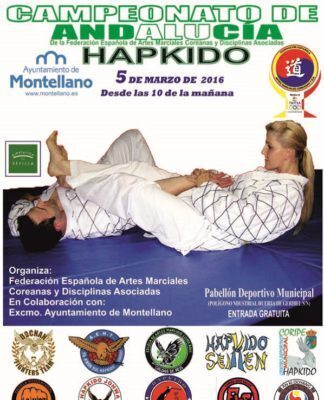 CAMPEONATO DE
ANDALUCÍA
De la Federación Española de Artes Marciales Coreanas y Disciplinas Asociadas
HAPKIDO
Ayuntamiento de
Montellano
www.montellano.es
5 DE MARZO DE 2016
Desde las 10 de la mañana
Organiza:
Federación Española de Artes Marciales
Coreanas y Disciplinas Asociadas
En Colaboración con:
Excmo. Ayuntamiento de Montellano
Pabellón Deportivo Municipal
ENTRADA GRATUITA
HAPKIDO
CORIPE
HAPKIDO